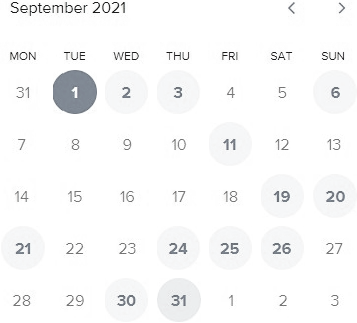 September 2021
MON TUE WED THU FRI SAT SUN
31 1 2 3 4 5 6
7 8 9 10 11 12 13
14 15 16 17 18 19 20
21 22 23 24 25 26 27
28 29 30 31 1 2 3